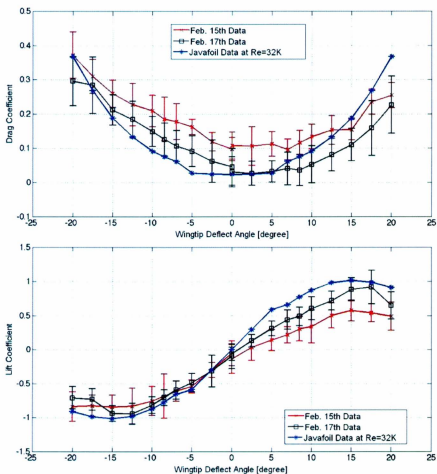 0.5
0.4
0.3
0.2
0.1
0
-0.1
Drag Coefficient
Feb. 15th Data
Feb. 17th Data
Javafoil Data at Re=32K
-25 -20 -15 -10 -5 0 5 10 15 20 25
Wingtip Deflect Angle [degree]
1.5
1
0.5
0
-0.5
-1
-1.5
Lift Coefficient
Feb. 15th Data
Feb. 17th Data
Javafoil Data at Re=32K
-25 -20 -15 -10 -5 0 5 10 15 20 25
Wingtip Deflect Angle [degree]